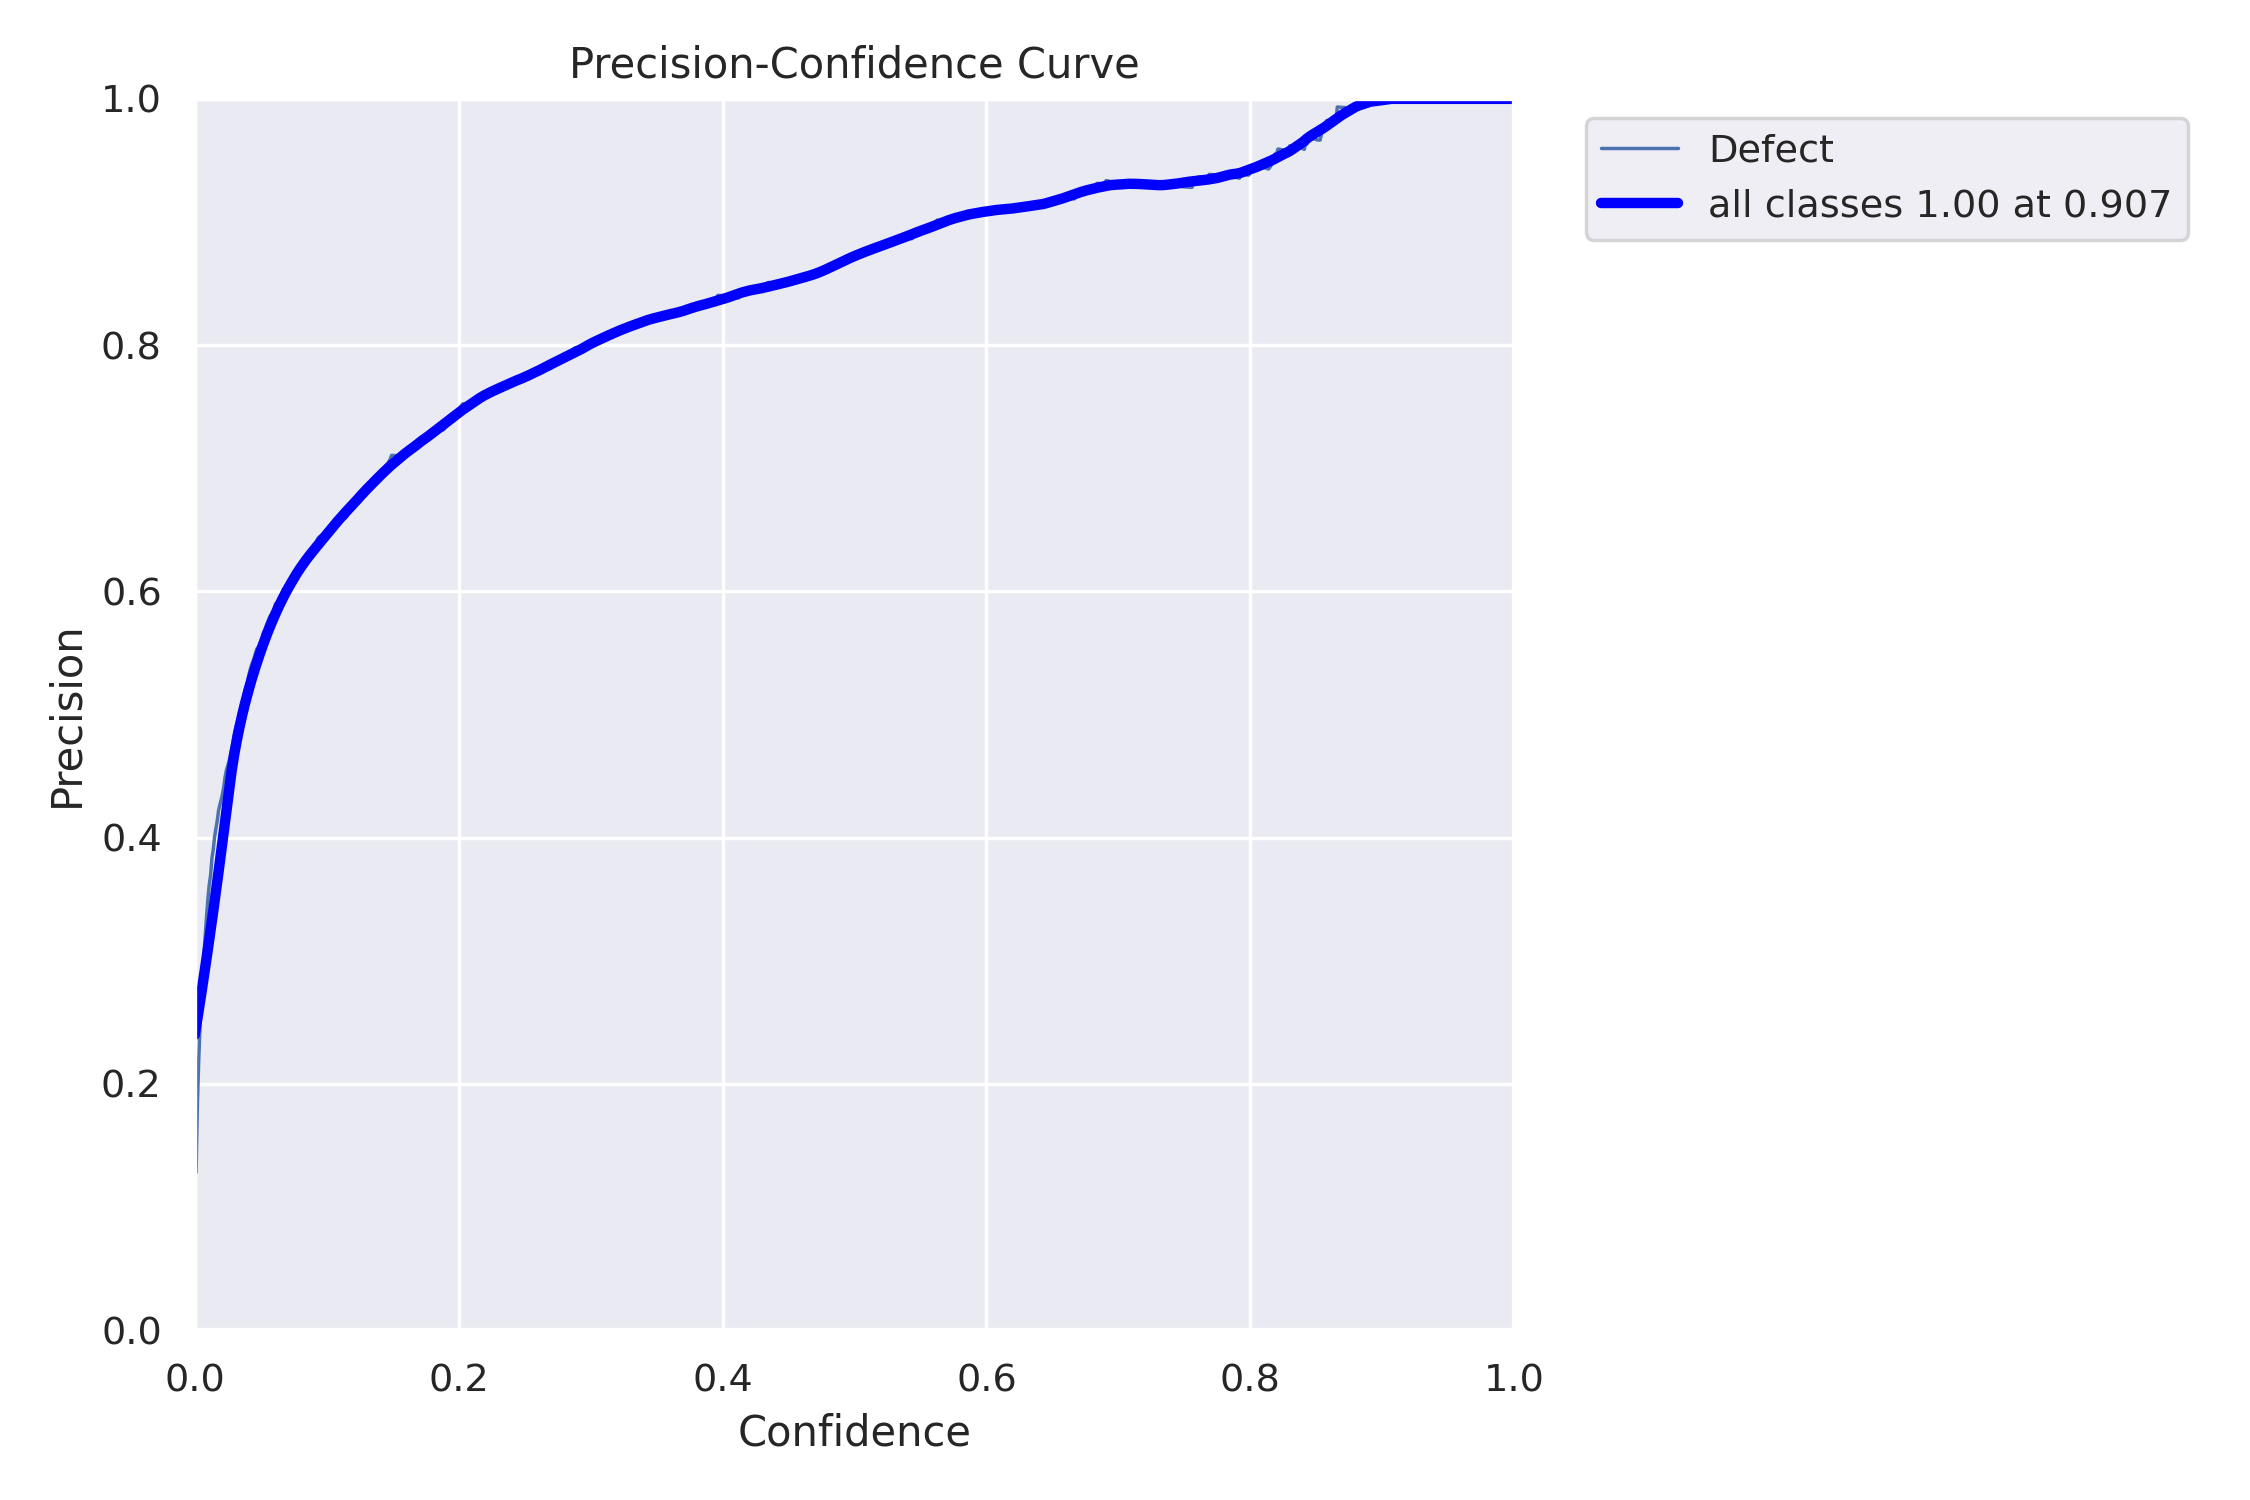 Precision-Confidence Curve
1.0
0.8
0.6
0.4
0.2
0.0
Precision
0.0 0.2 0.4 0.6 0.8 1.0
Confidence
Defect
all classes 1.00 at 0.907